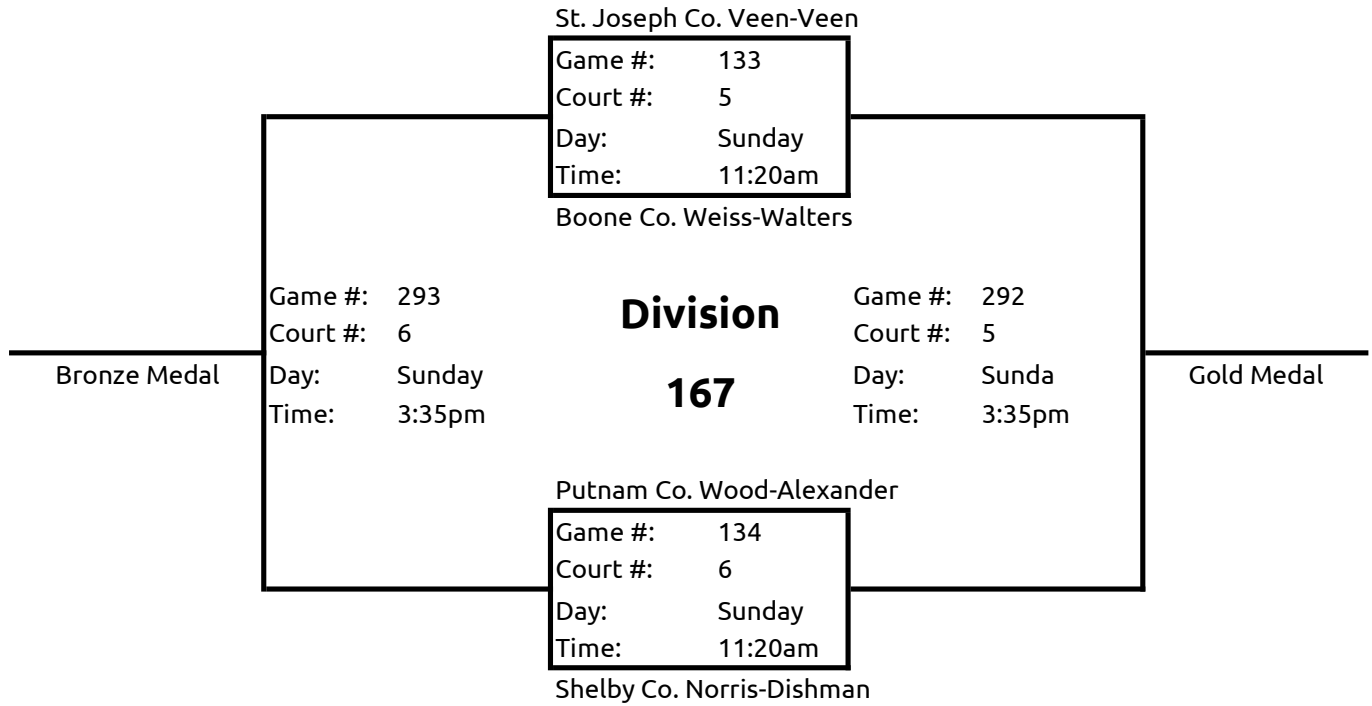 St. Joseph Co. Veen-Veen
Game #: 133
Court #: 5
Day: Sunday
Time: 11:20am
Boone Co. Weiss-Walters
Game #: 293
Court #: 6
Day: Sunday
Time: 3:35pm
Bronze Medal
Division
167
Game #: 292
Court #: 5
Day: Sunda
Time: 3:35pm
Gold Medal
Putnam Co. Wood-Alexander
Game #: 134
Court #: 6
Day: Sunday
Time: 11:20am
Shelby Co. Norris-Dishman